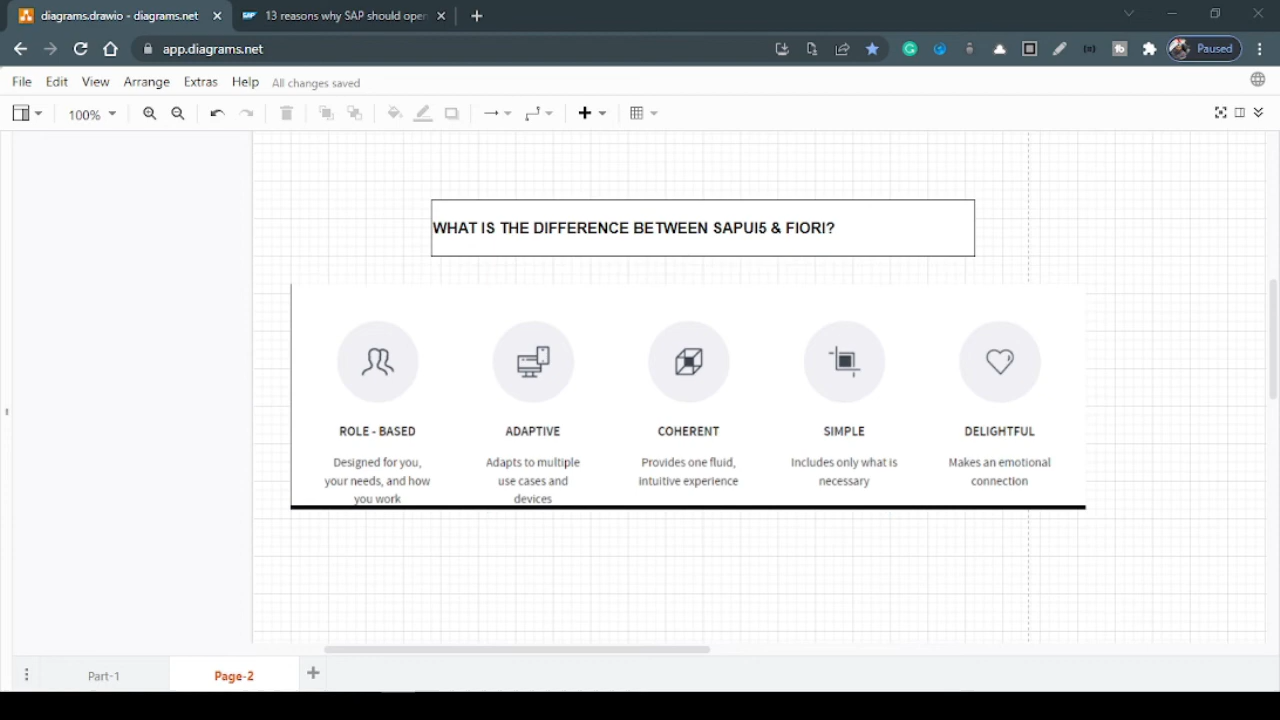 diagrams.drawio - diagrams.net
13 reasons why SAP should open
app.diagrams.net
Paused
File Edit View Arrange Extras Help All changes saved
100%
WHAT IS THE DIFFERENCE BETWEEN SAPUI5 & FIORI?
ROLE - BASED
Designed for you,
your needs, and how
you work
ADAPTIVE
Adapts to multiple
use cases and
devices
COHERENT
Provides one fluid,
intuitive experience
SIMPLE
Includes only what is
necessary
DELIGHTFUL
Makes an emotional
connection
Part-1
Page-2